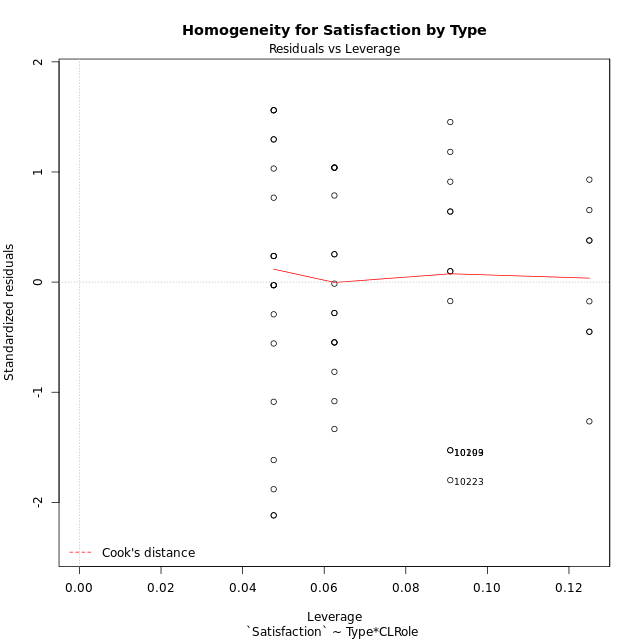 Homogeneity for Satisfaction by Type
Residuals vs Leverage
Standardized residuals
2
1
0
-1
-2
10223
Cook's distance
0.00 0.02 0.04 0.06 0.08 0.10 0.12
Leverage
`Satisfaction` ~ Type*CLRole